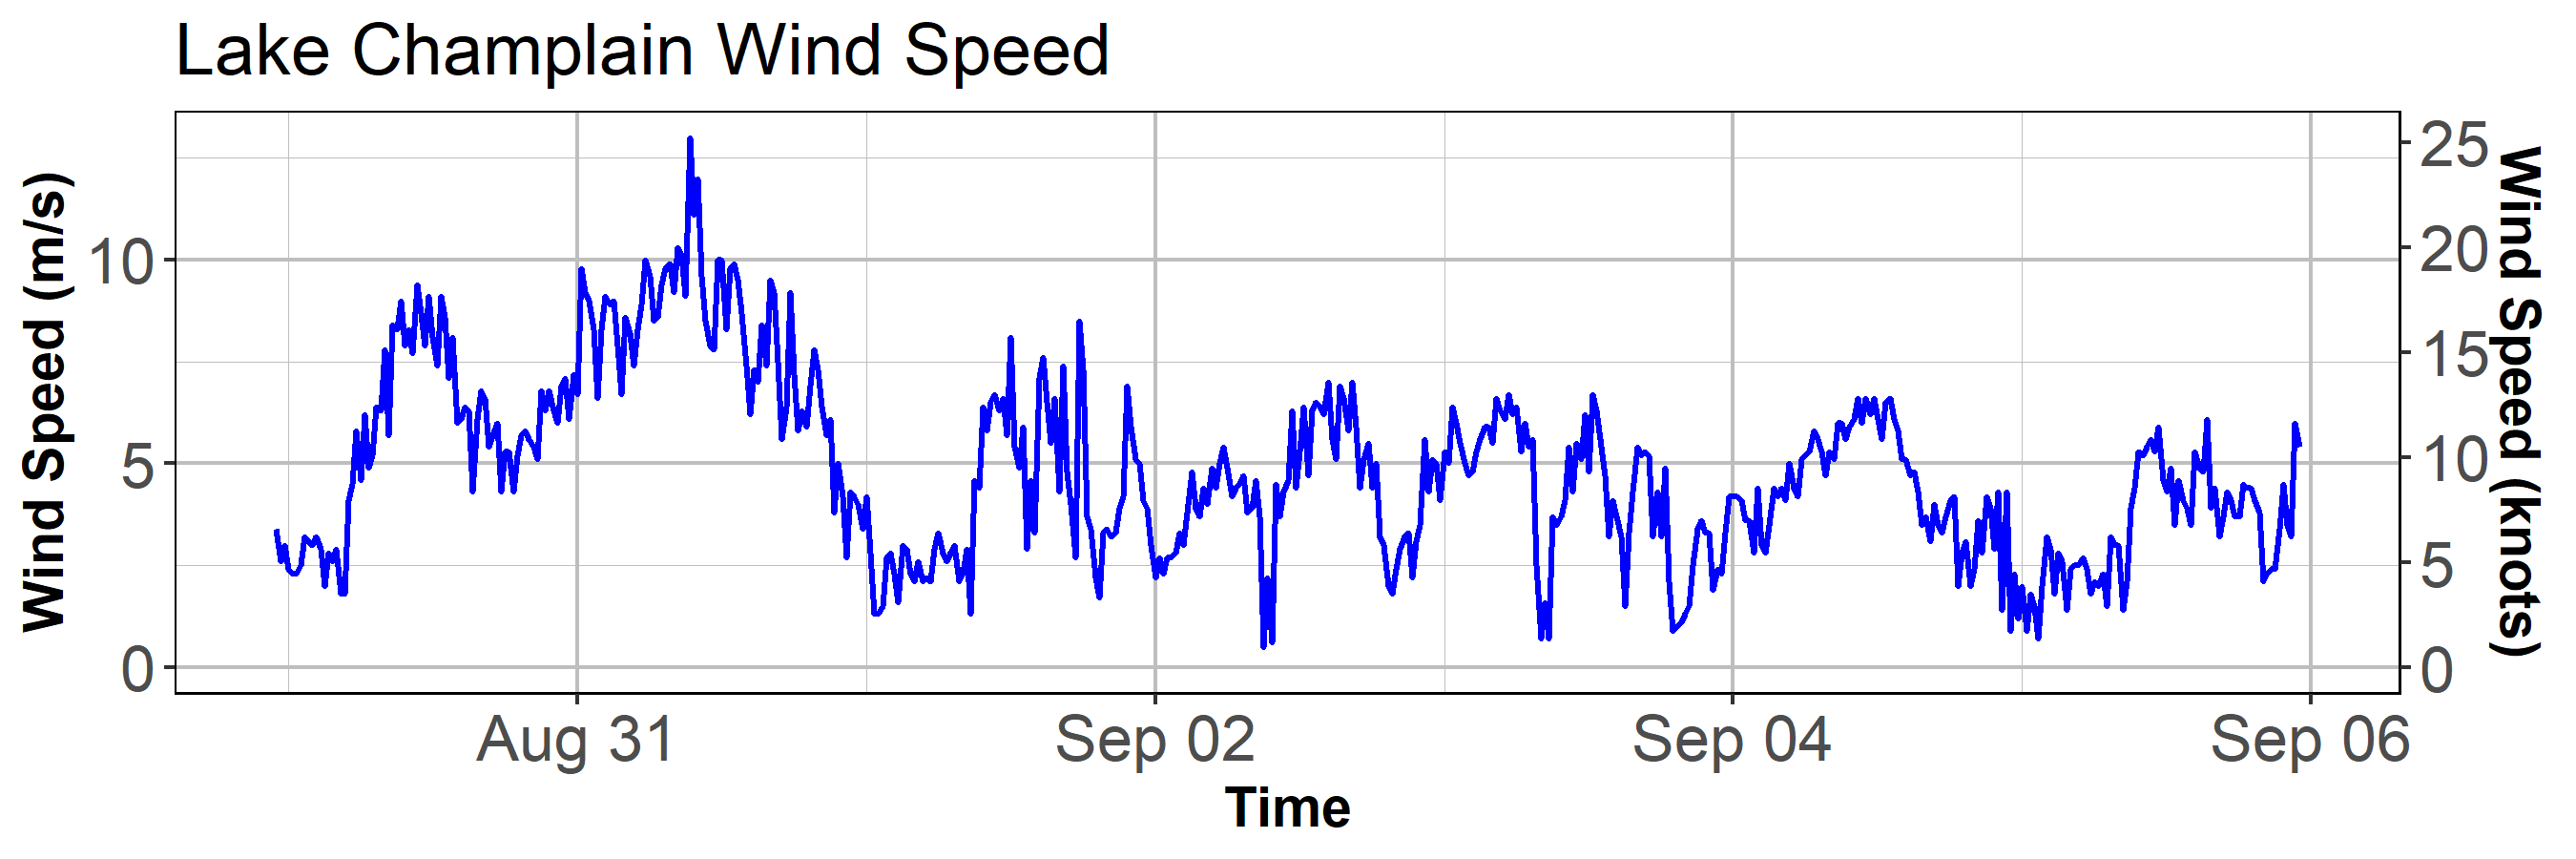 Lake Champlain Wind Speed
Wind Speed (m/s)
10
5
0
25
20
15
10
5
0
Wind Speed (knots)
Aug 31
Sep 02
Sep 04
Sep 06
Time